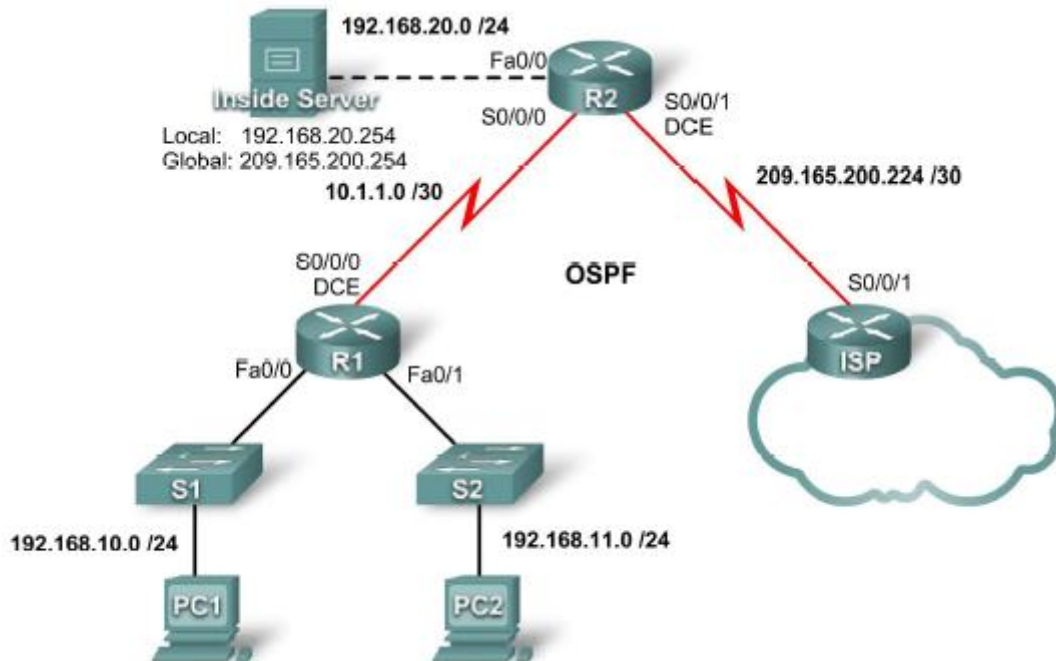 192.168.20.0 /24
Fa0/0
R2
Inside Server
S0/0/0
S0/0/1
DCE
Local: 192.168.20.254
Global: 209.165.200.254
10.1.1.0 /30
209.165.200.224 /30
S0/0/0
DCE
OSPF
S0/0/1
R1
ISP
Fa0/0
Fa0/1
S1
S2
192.168.10.0 /24
192.168.11.0 /24
PC1
PC2